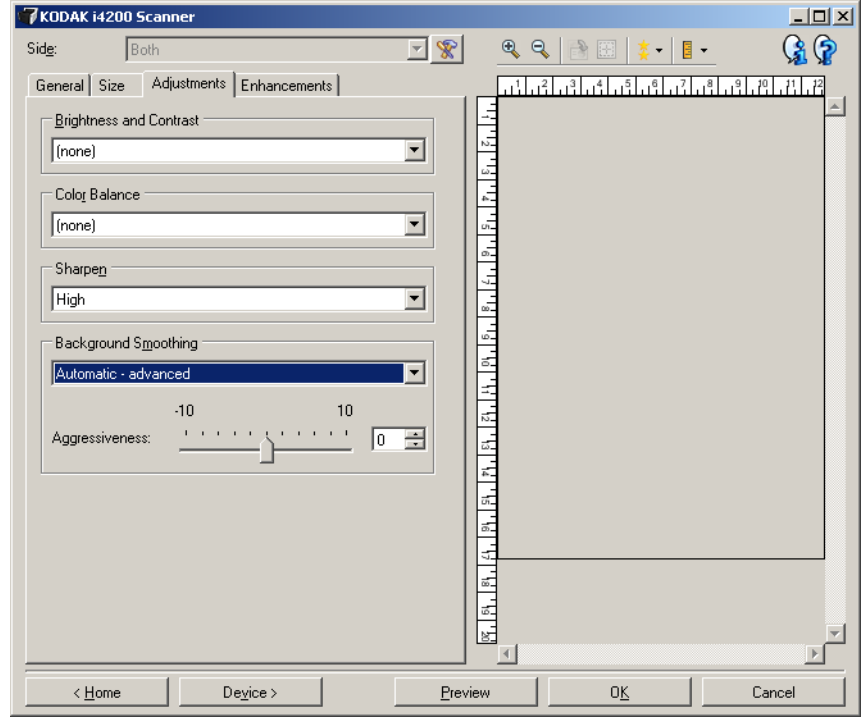 KODAK i4200 Scanner
Side: Both
General Size Adjustments Enhancements
Brightness and Contrast
(none)
Color Balance
(none)
Sharpen
High
Background Smoothing
Automatic - advanced
-10 10
Aggressiveness: 0
1 2 3 4 5 6 7 8 9 10 11 12
1
2
3
4
5
6
7
8
9
10
11
12
13
14
15
16
17
18
19
20
< Home Device > Preview OK Cancel